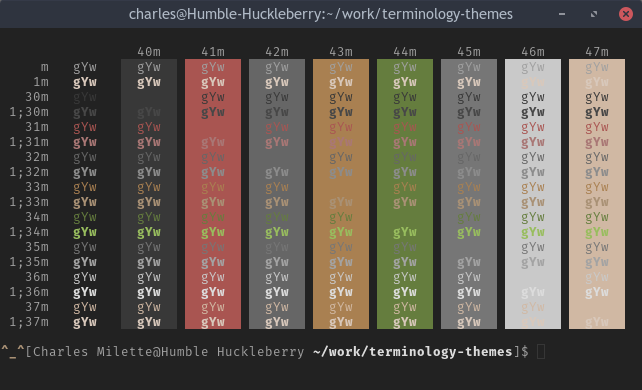 charles@Humble-Huckleberry:~/work/terminology-themes
40m 41m 42m 43m 44m 45m 46m 47m
m gYw gYw gYw gYw gYw gYw gYw gYw gYw
1m gYw gYw gYw gYw gYw gYw gYw gYw gYw
30m gYw gYw gYw gYw gYw gYw gYw gYw
1;30m gYw gYw gYw gYw gYw gYw gYw gYw gYw
31m gYw gYw gYw gYw gYw gYw gYw gYw
1;31m gYw gYw gYw gYw gYw gYw gYw gYw gYw
32m gYw gYw gYw gYw gYw gYw gYw gYw
1;32m gYw gYw gYw gYw gYw gYw gYw gYw gYw
33m gYw gYw gYw gYw gYw gYw gYw gYw
1;33m gYw gYw gYw gYw gYw gYw gYw gYw gYw
34m gYw gYw gYw gYw gYw gYw gYw gYw
1;34m gYw gYw gYw gYw gYw gYw gYw gYw gYw
35m gYw gYw gYw gYw gYw gYw gYw gYw
1;35m gYw gYw gYw gYw gYw gYw gYw gYw gYw
36m gYw gYw gYw gYw gYw gYw gYw gYw
1;36m gYw gYw gYw gYw gYw gYw gYw gYw gYw
37m gYw gYw gYw gYw gYw gYw gYw gYw
1;37m gYw gYw gYw gYw gYw gYw gYw gYw gYw
^_^[Charles Milette@Humble Huckleberry ~/work/terminology-themes]$